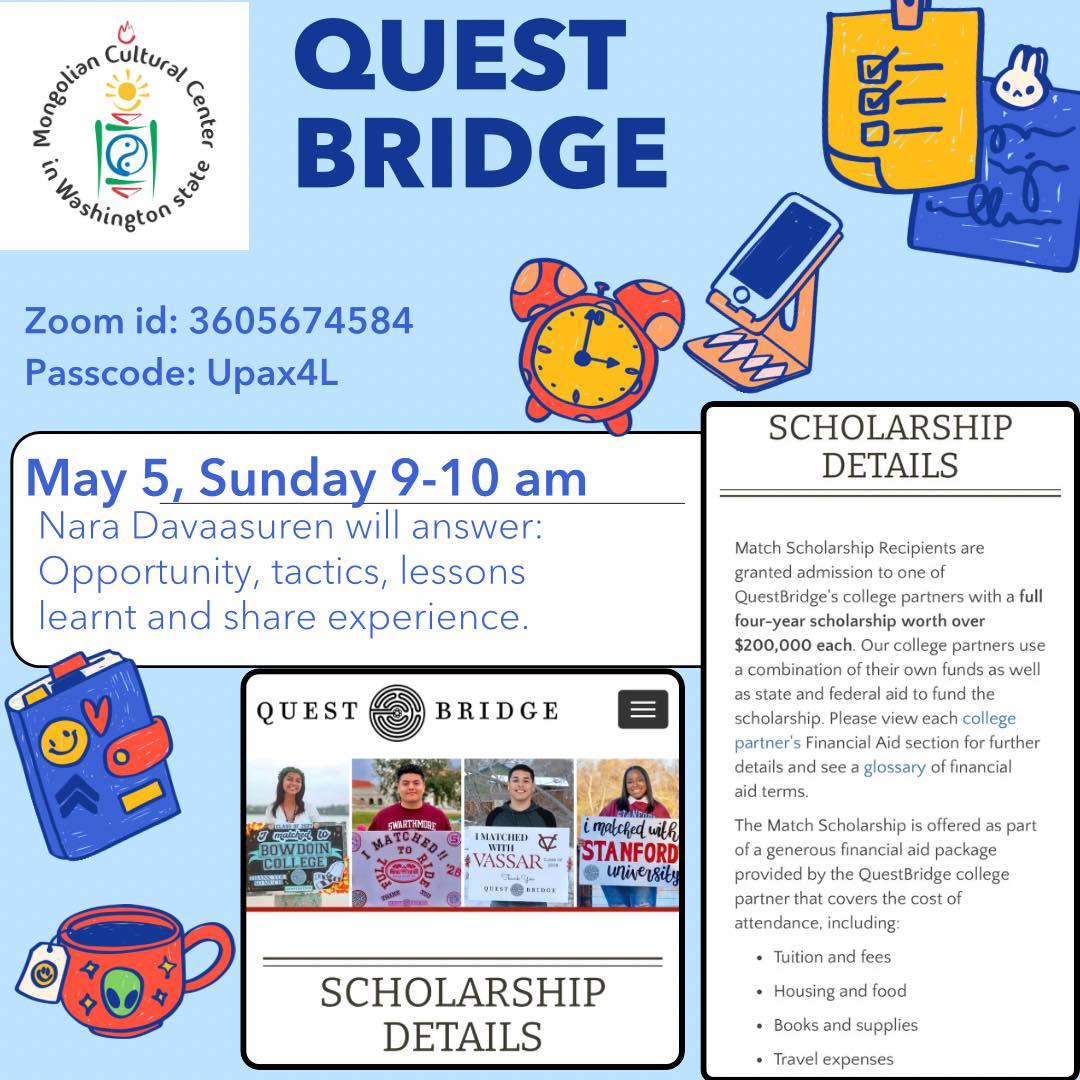 Mongolian Cultural Center
in Washington state
QUEST
BRIDGE
Zoom id: 3605674584
Passcode: Upax4L
May 5, Sunday 9-10 am
Nara Davaasuren will answer:
Opportunity, tactics, lessons
learnt and share experience.
QUEST BRIDGE
I matched to
BOWDOIN
COLLEGE
SWARTHMORE
I MATCHED!!
TO
I MATCHED
WITH
VASSAR
Thank You
QUEST BRIDGE
i matched with
STANFORD
university
SCHOLARSHIP
DETAILS
SCHOLARSHIP
DETAILS
Match Scholarship Recipients are
granted admission to one of
QuestBridge's college partners with a full
four-year scholarship worth over
$200,000 each. Our college partners use
a combination of their own funds as well
as state and federal aid to fund the
scholarship. Please view each college
partner's Financial Aid section for further
details and see a glossary of financial
aid terms.
The Match Scholarship is offered as part
of a generous financial aid package
provided by the QuestBridge college
partner that covers the cost of
attendance, including:
• Tuition and fees
• Housing and food
• Books and supplies
• Travel expenses